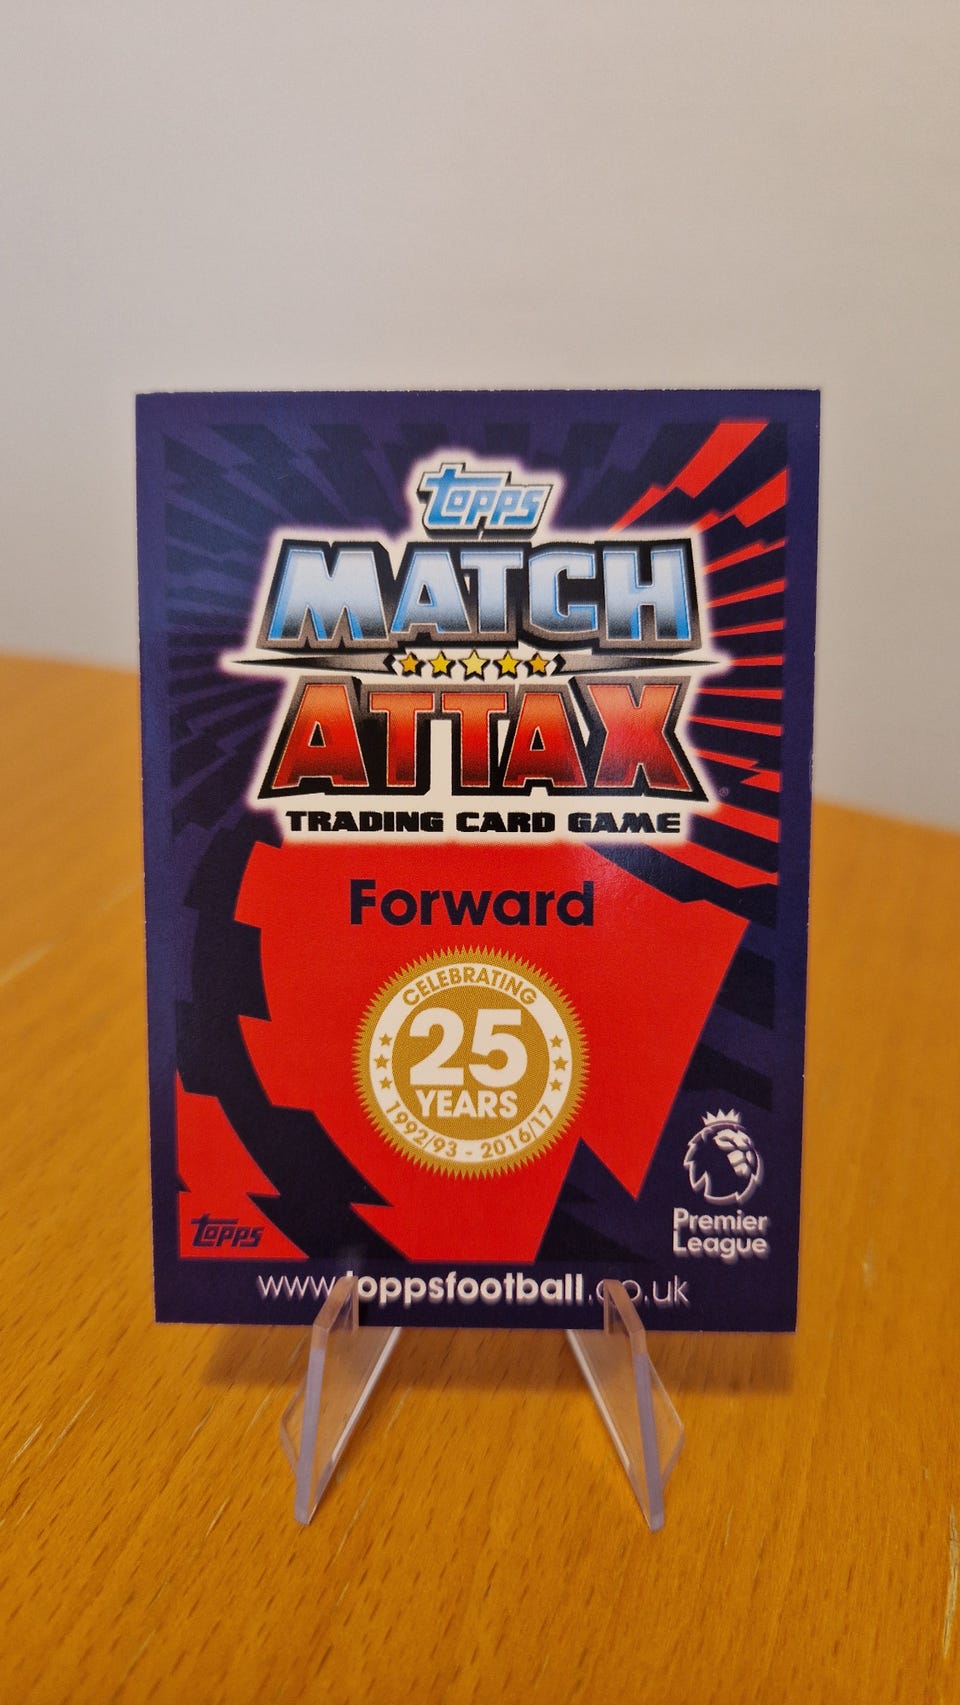 topps
MATCH
ATTAX
TRADING CARD GAME
Forward
CELEBRATING
25
YEARS
1992/93 - 2016/17
Premier
League
topps
www.toppsfootball.co.uk